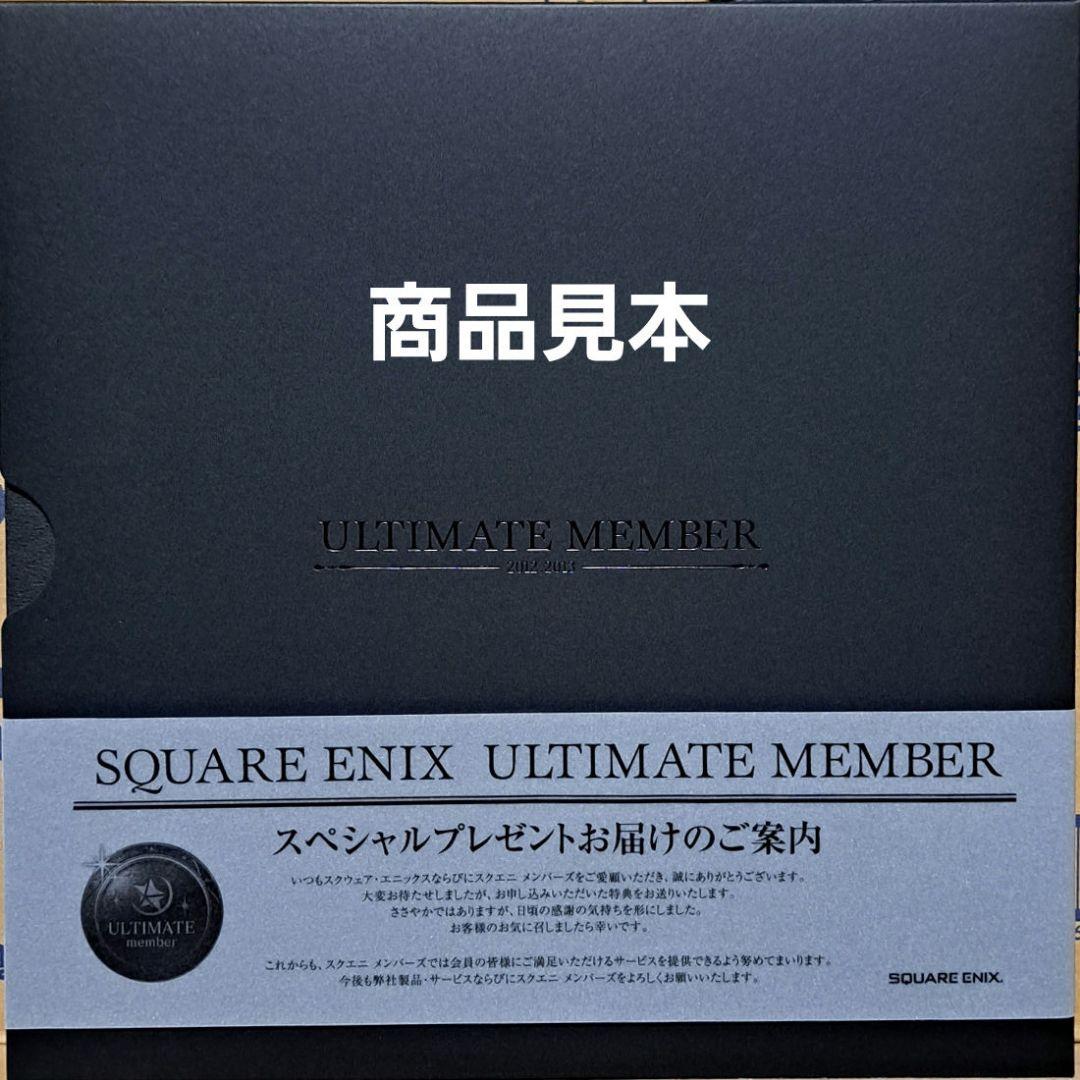 商品見本
ULTIMATE MEMBER
2012-2013
SQUARE ENIX ULTIMATE MEMBER
スペシャルプレゼントお届けのご案内
いつもスクウェア・エニックスならびにスクエニ メンバーズをご愛顧いただき、誠にありがとうございます。
大変お待たせしましたが、お申し込みいただいた特典をお送りいたします。
ささやかではありますが、日頃の感謝の気持ちを形にしました。
お客様のお気に召しましたら幸いです。
これからも、スクエニ メンバーズでは会員の皆様にご満足いただけるサービスを提供できるよう努めてまいります。
今後も弊社製品・サービスならびにスクエニ メンバーズをよろしくお願いいたします。
ULTIMATE
member
SQUARE ENIX.